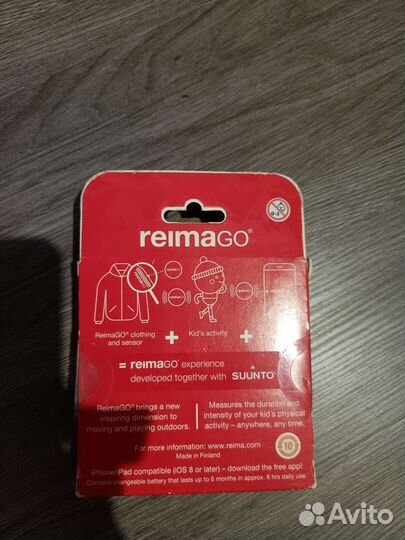 0-3
reimaGO®
ReimaGO® clothing
and sensor
+
Kid's activity
+
= reimaGO® experience
developed together with SUUNTO
ReimaGO® brings a new
inspiring dimension to
moving and playing outdoors.
Measures the duration and
intensity of your kid's physical
activity – anywhere, any time.
For more information: www.reima.com
Made in Finland
10
iPhone/iPad compatible (iOS 8 or later) – download the free app!
Contains changeable battery that lasts up to 6 months in approx. 6 hrs daily use.
Avito